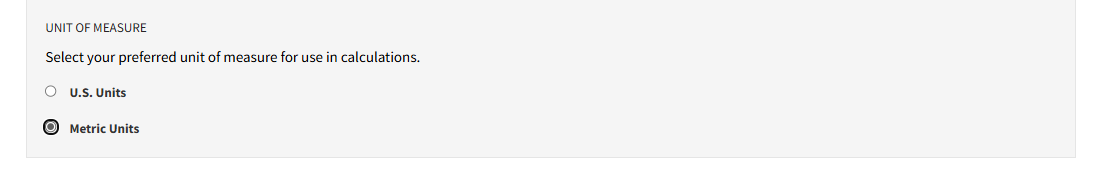 UNIT OF MEASURE
Select your preferred unit of measure for use in calculations.
U.S. Units
Metric Units